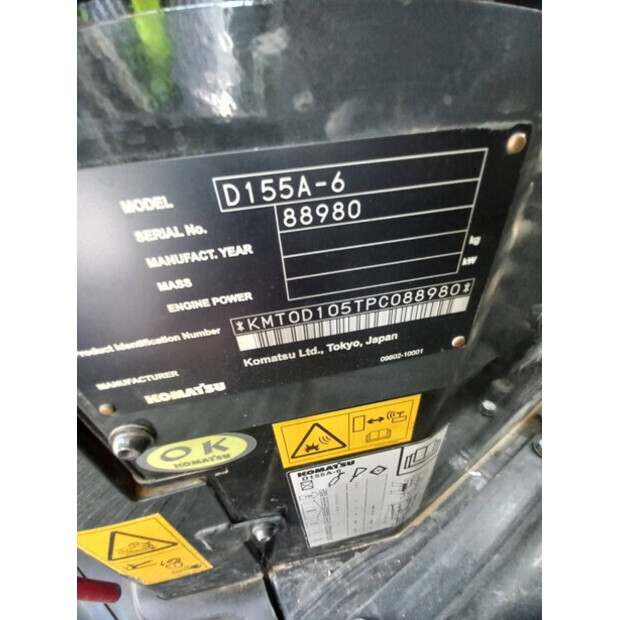 MODEL D155A-6
SERIAL No. 88980
MANUFACT. YEAR
MASS kg
ENGINE POWER kW
Product Identification Number *KMT0D105TPC088980*
MANUFACTURER Komatsu Ltd., Tokyo, Japan
KOMATSU 09602-10001
OK
KOMATSU
KOMATSU
D155A-6